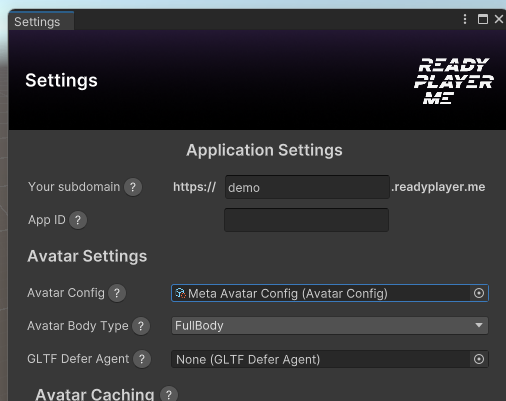 Settings
Settings
READY
PLAYER
ME
Application Settings
Your subdomain ? https:// demo .readyplayer.me
App ID ?
Avatar Settings
Avatar Config ? Meta Avatar Config (Avatar Config)
Avatar Body Type ? FullBody
GLTF Defer Agent ? None (GLTF Defer Agent)
Avatar Caching ?